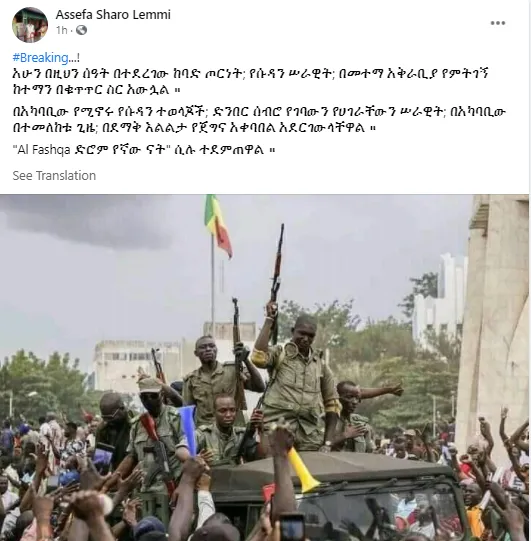 Assefa Sharo Lemmi
1h ·
#Breaking...!
አሁን በዚህን ሰዓት በተደረገው ከባድ ጦርነት; የሱዳን ሠራዊት; በመተማ አቅራቢያ የምትገኝ
ከተማን በቁጥጥር ስር አውሏል ።
በአካባቢው የሚኖሩ የሱዳን ተወላጆች; ድንበር ሰብሮ የገባውን የሀገራቸውን ሠራዊት; በአካባቢው
በተመለከቱ ጊዜ; በደማቅ እልልታ የጀግና አቀባበል አደርገውላቸዋል ።
"Al Fashqa ድሮም የኛው ናት" ሲሉ ተደምጠዋል ።
See Translation